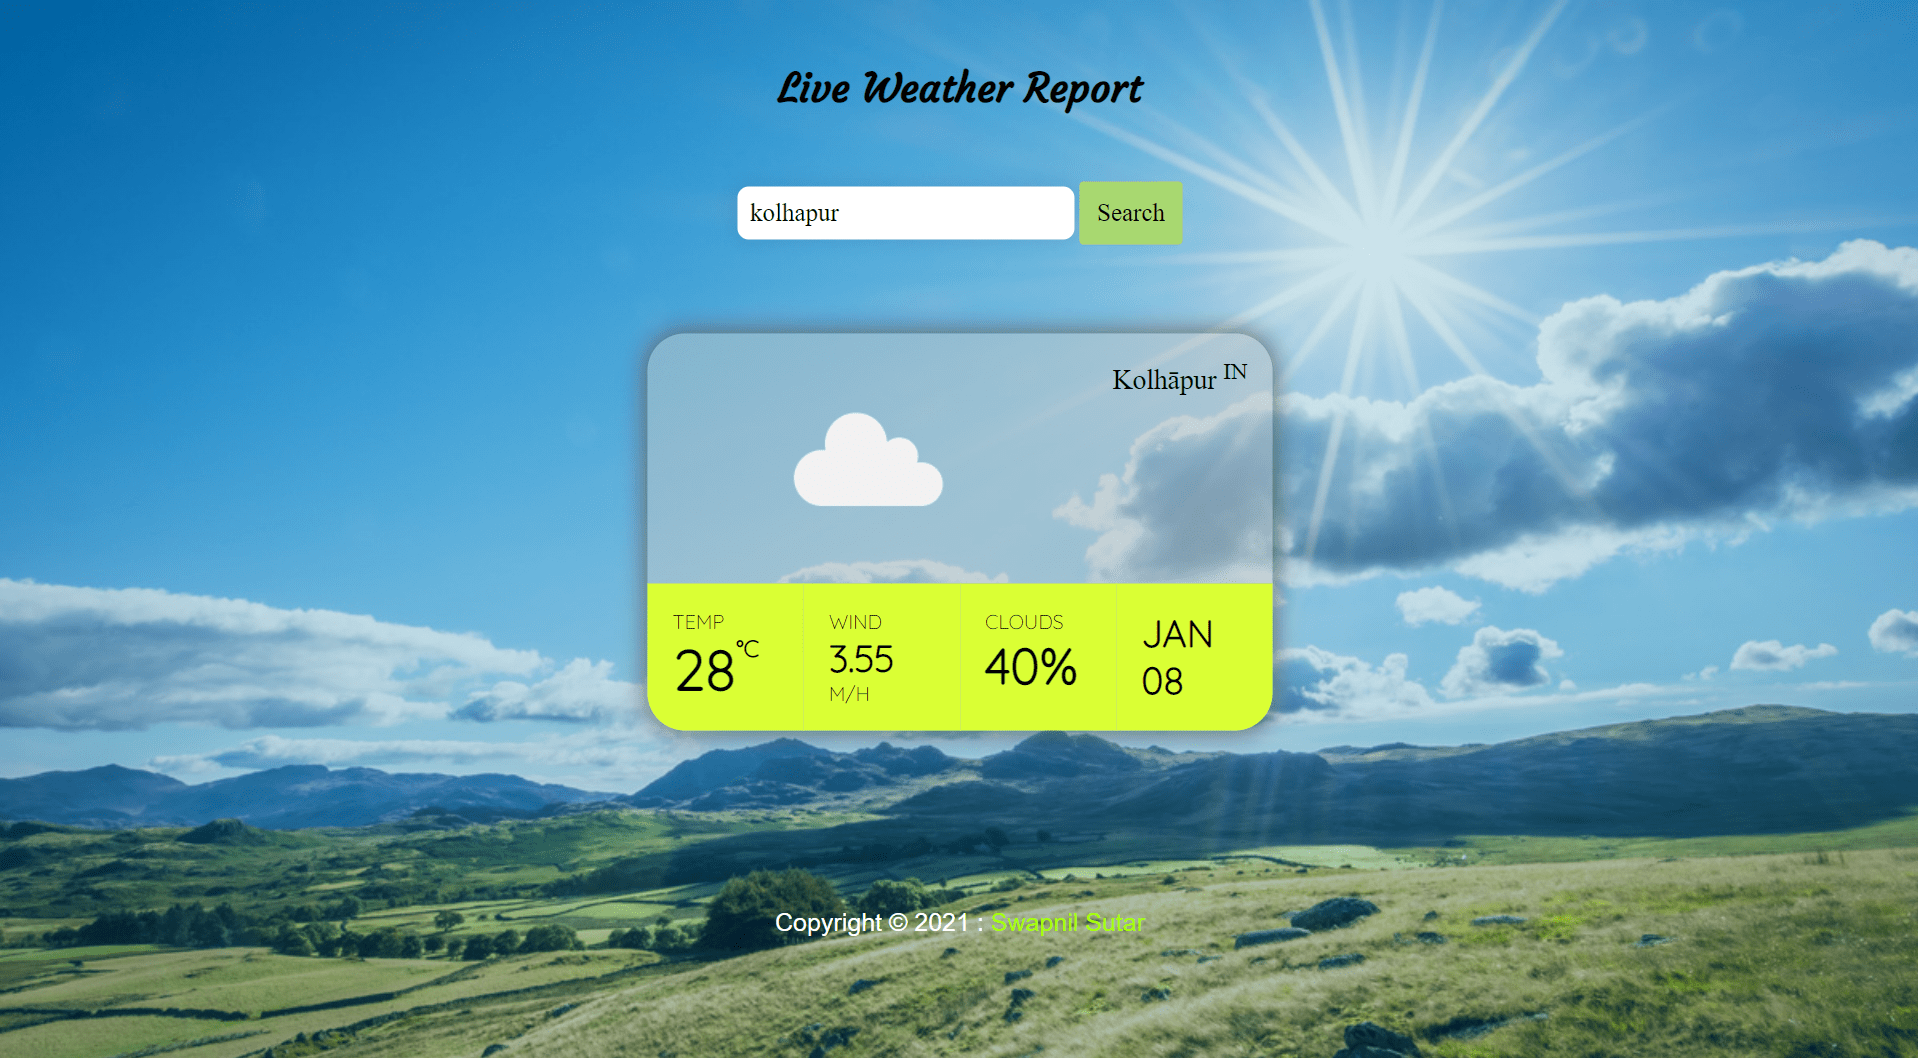 Live Weather Report
kolhapur
Search
Kolhāpur IN
TEMP
28°C
WIND
3.55
M/H
CLOUDS
40%
JAN
08
Copyright © 2021 : Swapnil Sutar